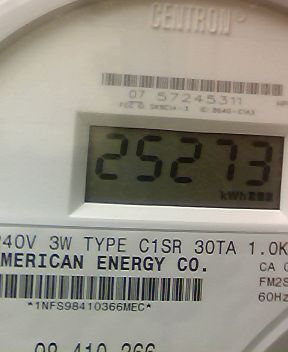 CENTRON®
07 57245311
25273
kWh
240V 3W TYPE C1SR 30TA 1.0K
AMERICAN ENERGY CO.
CA 0
FM2S
60Hz
*1NFS98410366MEC*
98 410 366